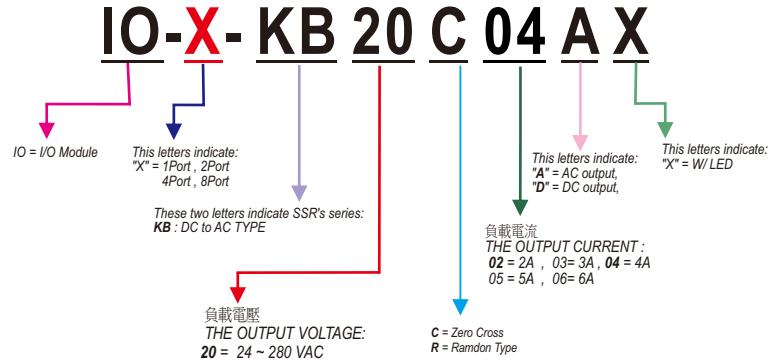 IO-X-KB20C04AX
IO = I/O Module
This letters indicate:
"X" = 1Port , 2Port
4Port , 8Port
These two letters indicate SSR's series:
KB : DC to AC TYPE
負載電壓
THE OUTPUT VOLTAGE:
20 = 24 ~ 280 VAC
C = Zero Cross
R = Ramdon Type
負載電流
THE OUTPUT CURRENT :
02 = 2A , 03= 3A , 04 = 4A
05 = 5A , 06= 6A
This letters indicate:
"A" = AC output,
"D" = DC output,
This letters indicate:
"X" = W/ LED